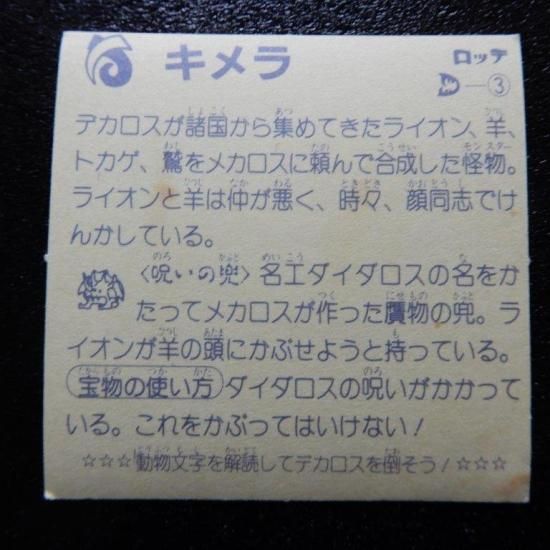 キメラ
ロッテ
―③
デカロスが諸国から集めてきたライオン、羊、
トカゲ、鷲をメカロスに頼んで合成した怪物。
ライオンと羊は仲が悪く、時々、顔同志でけ
んかしている。
〈呪いの兜〉名工ダイダロスの名をか
たってメカロスが作った贋物の兜。ラ
イオンが羊の頭にかぶせようと持っている。
宝物の使い方 ダイダロスの呪いがかかって
いる。これをかぶってはいけない!
☆☆☆動物文字を解読してデカロスを倒そう!☆☆☆